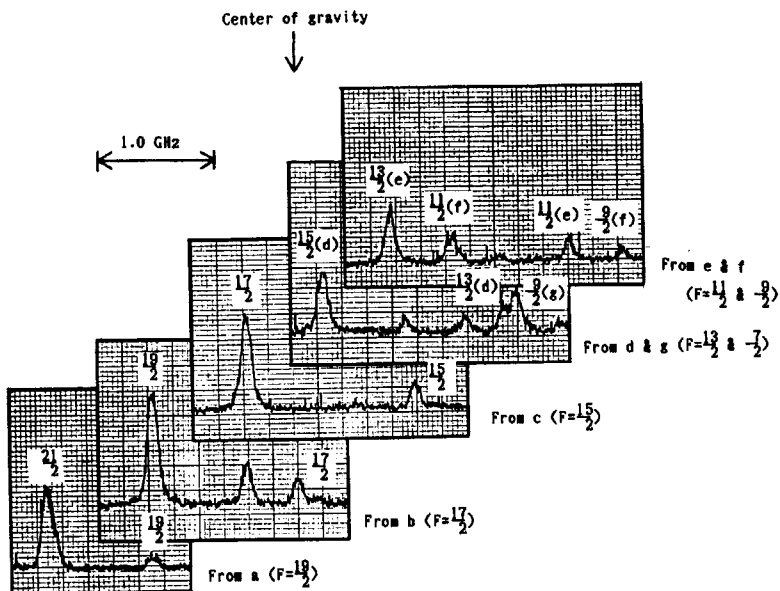 Center of gravity
1.0 GHz
13/2(e)
11/2(f)
11/2(e)
-9/2(f)
From e & f
(F=11/2 & -9/2)
15/2(d)
13/2(d)
-9/2(g)
From d & g (F=13/2 & -7/2)
17/2
15/2
From c (F=15/2)
19/2
17/2
From b (F=17/2)
21/2
19/2
From a (F=19/2)